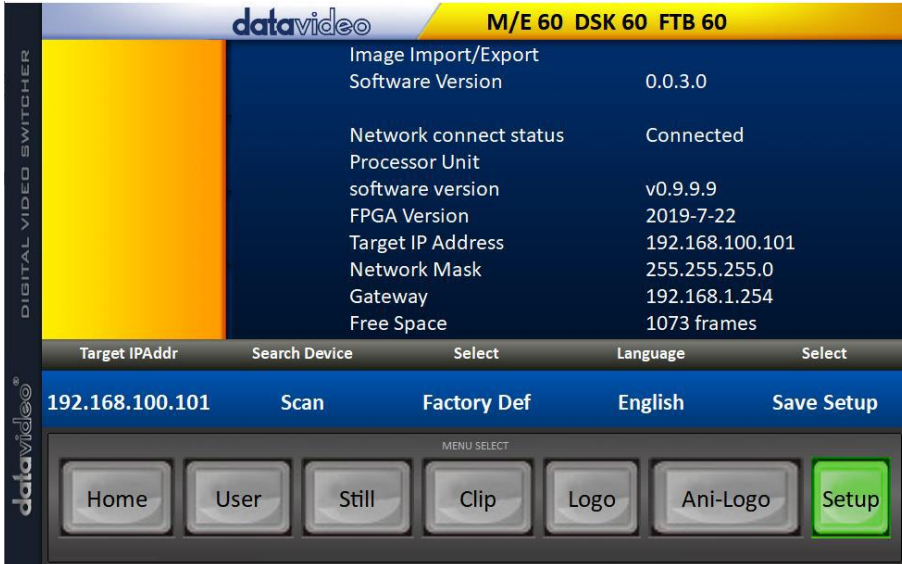 datavideo
M/E 60 DSK 60 FTB 60
DIGITAL VIDEO SWITCHER
Image Import/Export
Software Version 0.0.3.0
Network connect status Connected
Processor Unit
software version v0.9.9.9
FPGA Version 2019-7-22
Target IP Address 192.168.100.101
Network Mask 255.255.255.0
Gateway 192.168.1.254
Free Space 1073 frames
Target IPAddr Search Device Select Language Select
192.168.100.101 Scan Factory Def English Save Setup
datavideo®
MENU SELECT
Home User Still Clip Logo Ani-Logo Setup